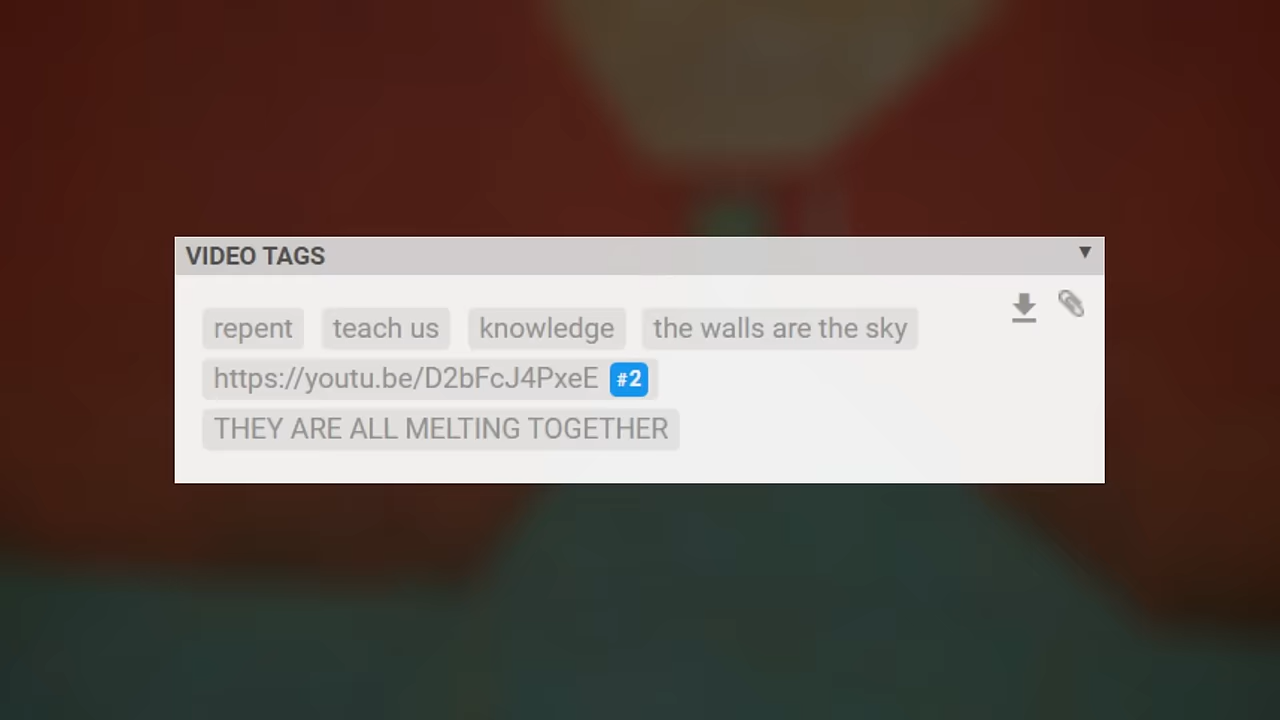 VIDEO TAGS
repent teach us knowledge the walls are the sky
https://youtu.be/D2bFcJ4PxeE #2
THEY ARE ALL MELTING TOGETHER